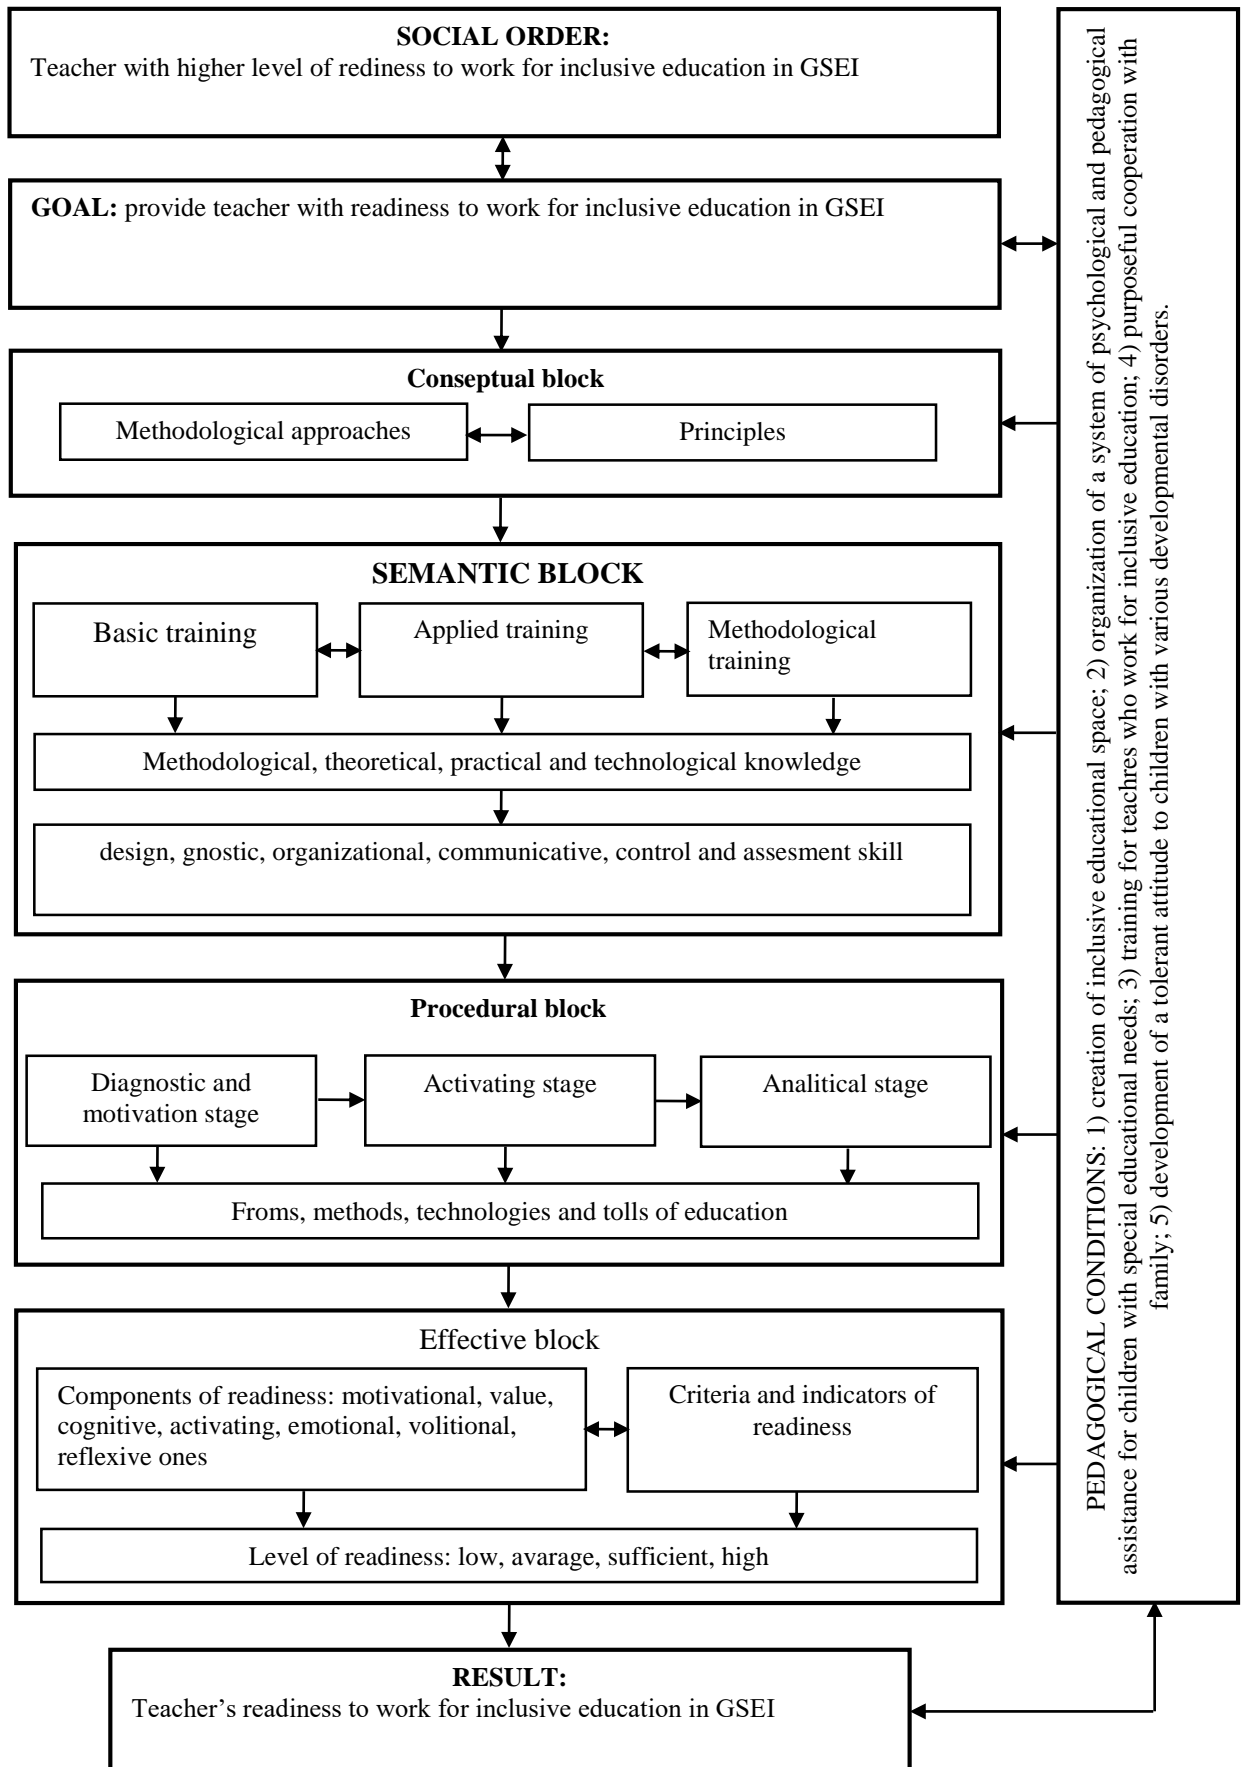 SOCIAL ORDER:
Teacher with higher level of rediness to work for inclusive education in GSEI
GOAL: provide teacher with readiness to work for inclusive education in GSEI
Conseptual block
Methodological approaches
Principles
SEMANTIC BLOCK
Basic training
Applied training
Methodological
training
Methodological, theoretical, practical and technological knowledge
design, gnostic, organizational, communicative, control and assesment skill
Procedural block
Diagnostic and
motivation stage
Activating stage
Analitical stage
Froms, methods, technologies and tolls of education
Effective block
Components of readiness: motivational, value,
cognitive, activating, emotional, volitional,
reflexive ones
Criteria and indicators of
readiness
Level of readiness: low, avarage, sufficient, high
RESULT:
Teacher's readiness to work for inclusive education in GSEI
PEDAGOGICAL CONDITIONS: 1) creation of inclusive educational space; 2) organization of a system of psychological and pedagogical
assistance for children with special educational needs; 3) training for teachres who work for inclusive education; 4) purposeful cooperation with
family; 5) development of a tolerant attitude to children with various developmental disorders.